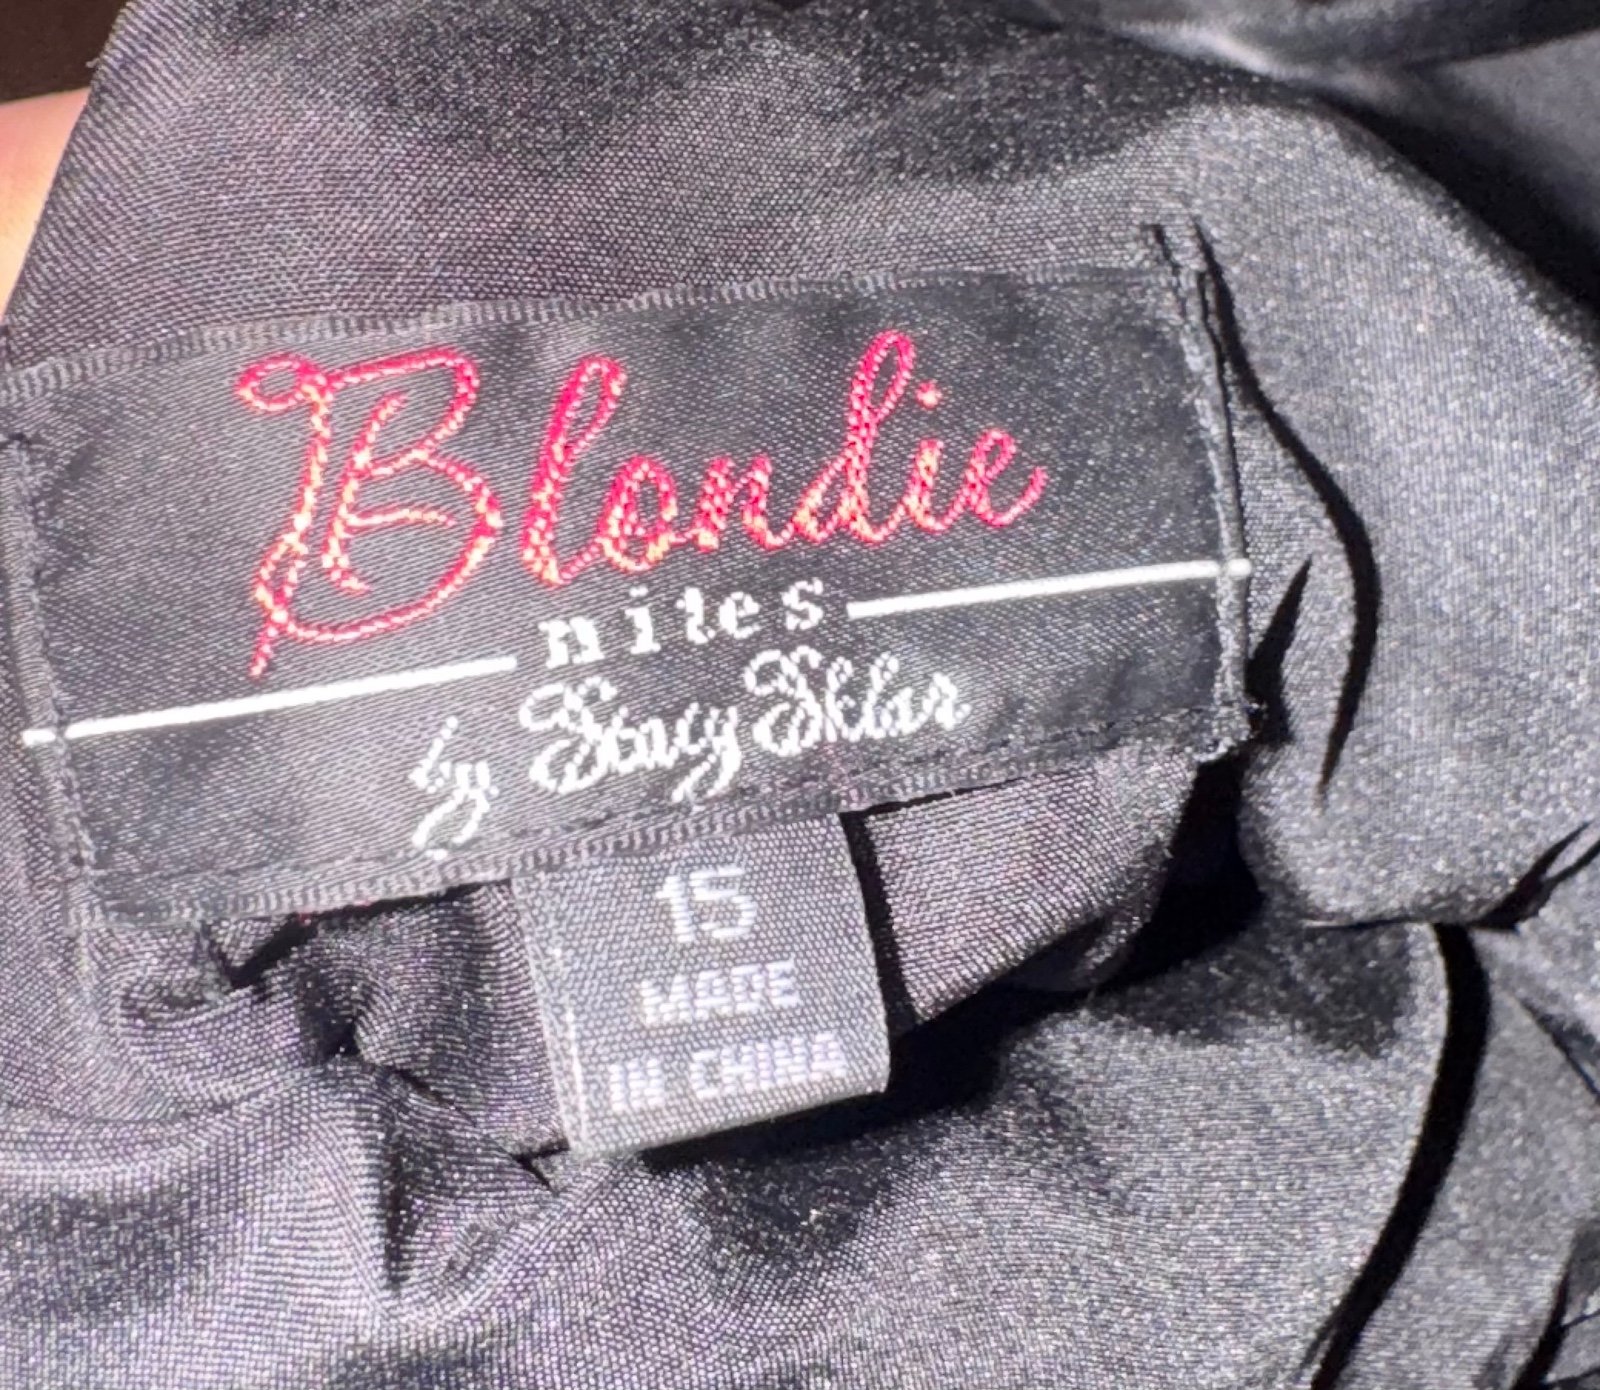 Blondie
nites
by Stacy Sklar
15
MADE
IN CHINA